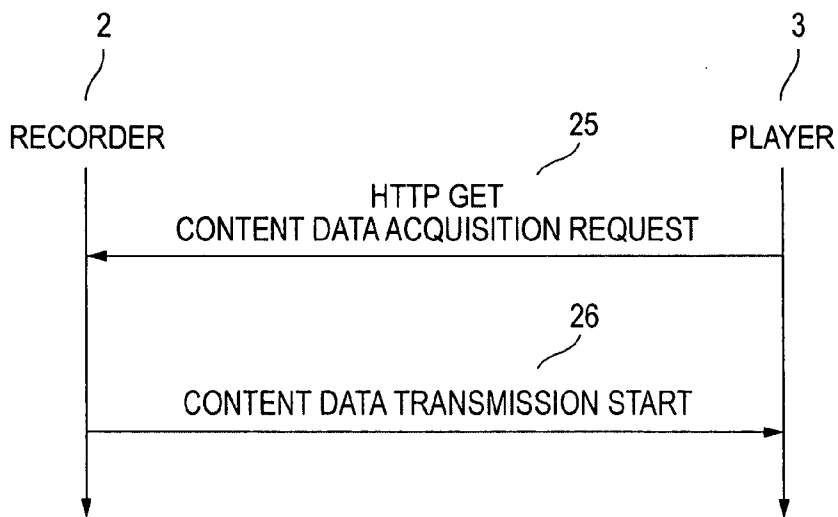 2
3
RECORDER
PLAYER
25
HTTP GET
CONTENT DATA ACQUISITION REQUEST
26
CONTENT DATA TRANSMISSION START